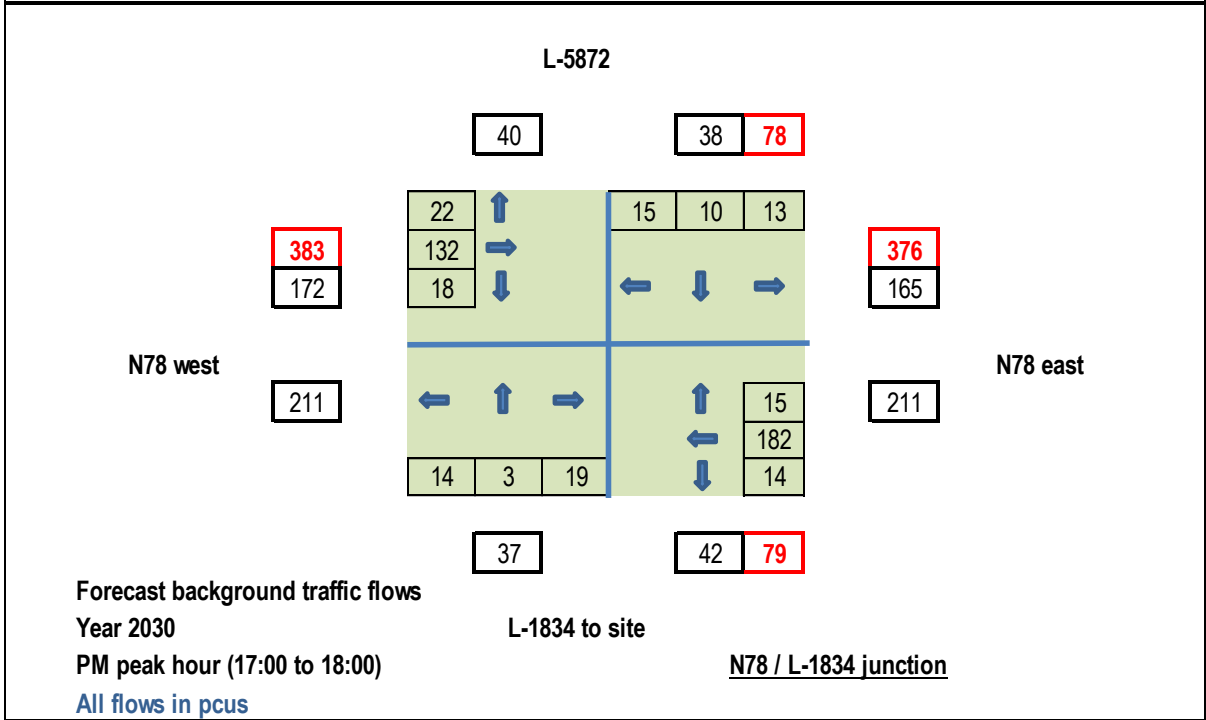 L-5872
40 38 78
22 15 10 13
383 132 376
172 18 165
N78 west N78 east
211 15 211
182
14 3 19 14
37 42 79
Forecast background traffic flows
Year 2030 L-1834 to site
PM peak hour (17:00 to 18:00) N78 / L-1834 junction
All flows in pcus